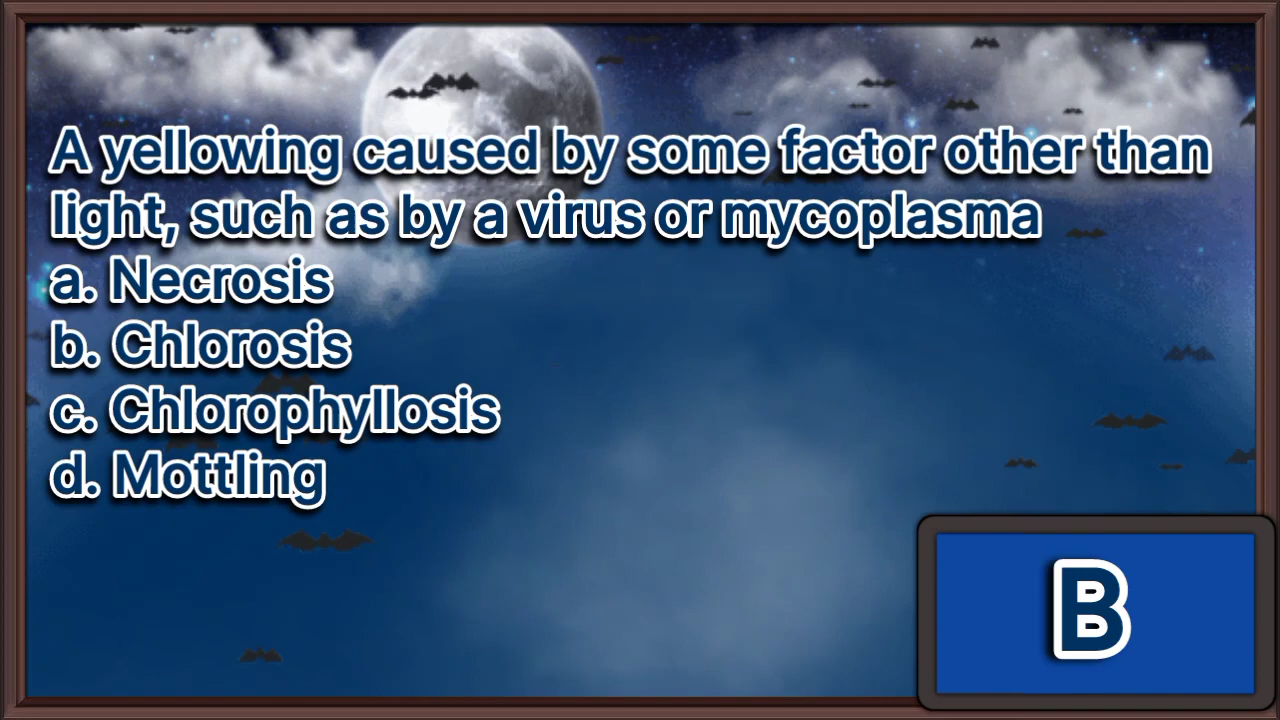 A yellowing caused by some factor other than
light, such as by a virus or mycoplasma
a. Necrosis
b. Chlorosis
c. Chlorophyllosis
d. Mottling
B